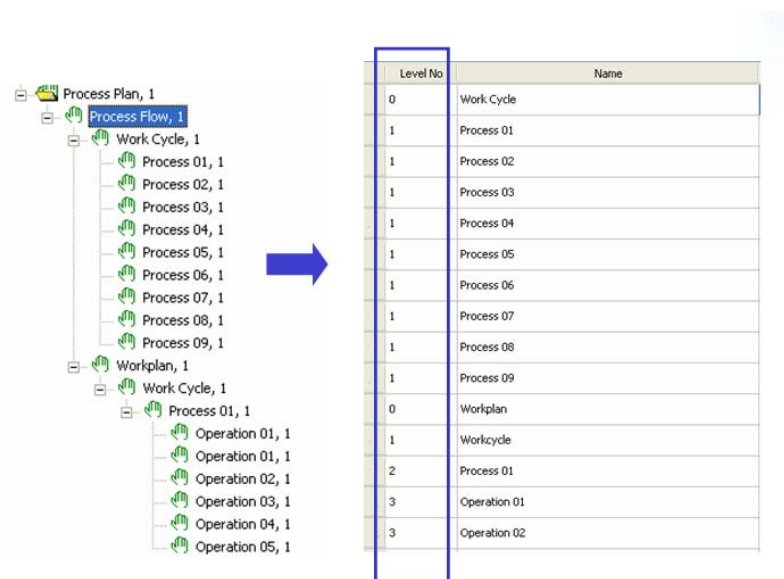 Process Plan, 1
Process Flow, 1
Work Cycle, 1
Process 01, 1
Process 02, 1
Process 03, 1
Process 04, 1
Process 05, 1
Process 06, 1
Process 07, 1
Process 08, 1
Process 09, 1
Workplan, 1
Work Cycle, 1
Process 01, 1
Operation 01, 1
Operation 01, 1
Operation 02, 1
Operation 03, 1
Operation 04, 1
Operation 05, 1
Level No Name
0 Work Cycle
1 Process 01
1 Process 02
1 Process 03
1 Process 04
1 Process 05
1 Process 06
1 Process 07
1 Process 08
1 Process 09
0 Workplan
1 Workcycle
2 Process 01
3 Operation 01
3 Operation 02